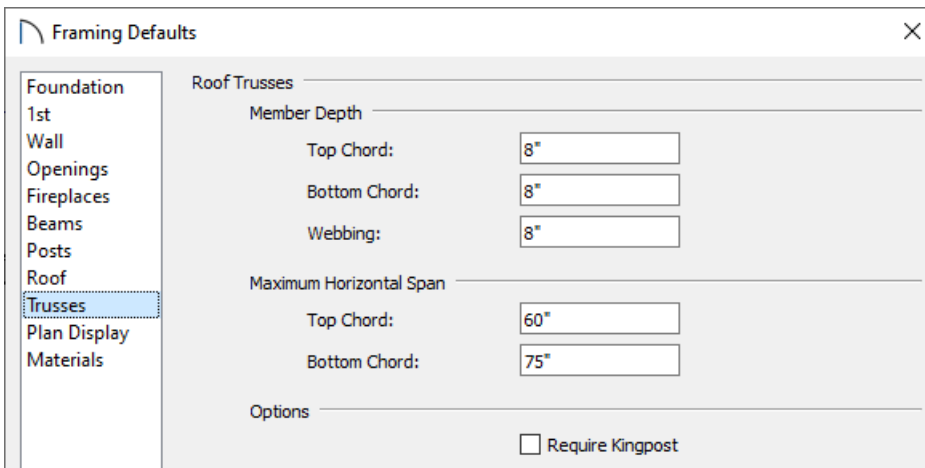 Framing Defaults
Foundation
1st
Wall
Openings
Fireplaces
Beams
Posts
Roof
Trusses
Plan Display
Materials
Roof Trusses
Member Depth
Top Chord: 8"
Bottom Chord: 8"
Webbing: 8"
Maximum Horizontal Span
Top Chord: 60"
Bottom Chord: 75"
Options
Require Kingpost